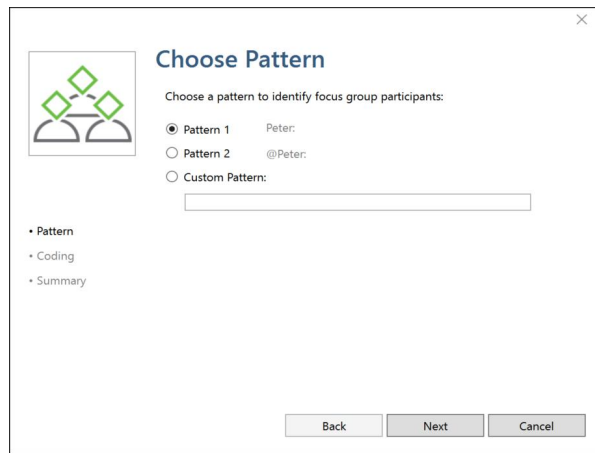 Choose Pattern
Choose a pattern to identify focus group participants:
Pattern 1 Peter:
Pattern 2 @Peter:
Custom Pattern:
• Pattern
• Coding
• Summary
Back Next Cancel